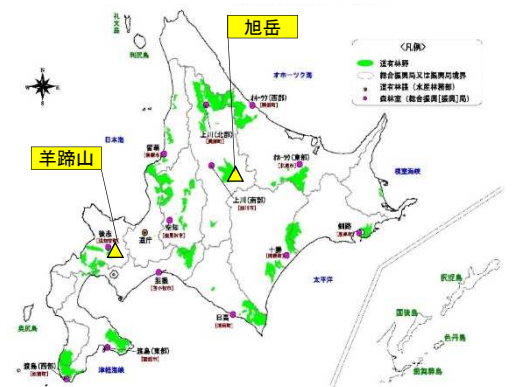 礼文島
利尻島
旭岳
オホーツク海
<凡例>
道有林野
総合振興局又は振興局境界
道有林課(水産林務部)
森林室(総合振興[振興]局)
オホーツク(西部)
上川(北部)
日本海
留萌
オホーツク(東部)
根室海峡
羊蹄山
上川(南部)
空知
後志
道庁
釧路
十勝
胆振
太平洋
日高
奥尻島
択捉島
国後島
色丹島
歯舞群島
渡島(東部)
渡島(西部)
津軽海峡